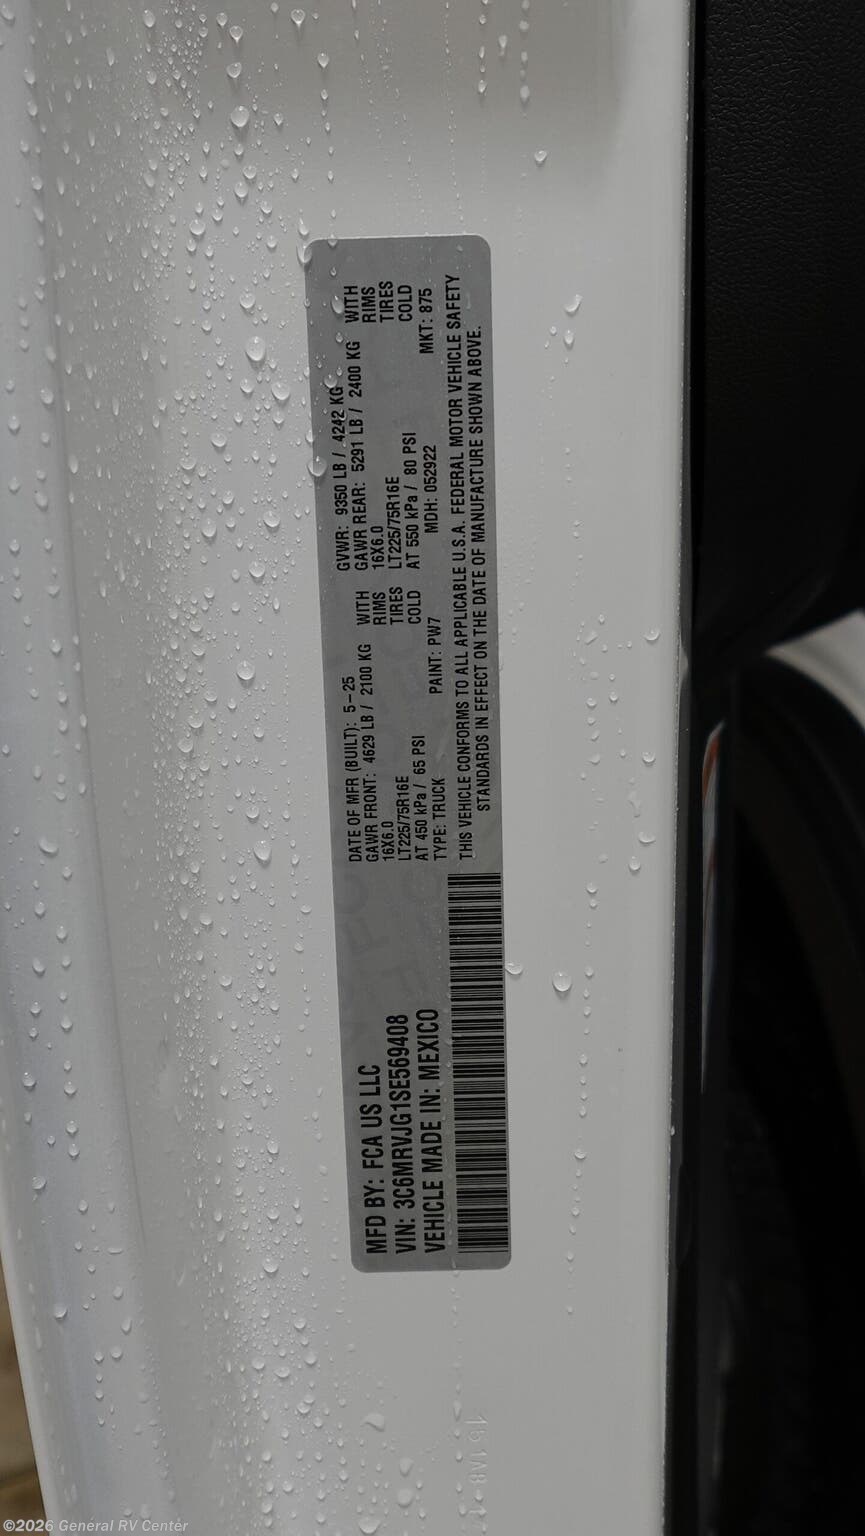 MFD BY: FCA US LLC
VIN: 3C6MRVJG1SE569408
VEHICLE MADE IN: MEXICO
DATE OF MFR (BUILT): 5-25
GAWR FRONT: 4629 LB / 2100 KG WITH
16X6.0 RIMS
LT225/75R16E TIRES
AT 450 kPa / 65 PSI COLD
GVWR: 9350 LB / 4242 KG
GAWR REAR: 5291 LB / 2400 KG WITH
16X6.0 RIMS
LT225/75R16E TIRES
AT 550 kPa / 80 PSI COLD
TYPE: TRUCK PAINT: PW7 MDH: 052922 MKT: 875
THIS VEHICLE CONFORMS TO ALL APPLICABLE U.S.A. FEDERAL MOTOR VEHICLE SAFETY
STANDARDS IN EFFECT ON THE DATE OF MANUFACTURE SHOWN ABOVE.
©2026 General RV Center